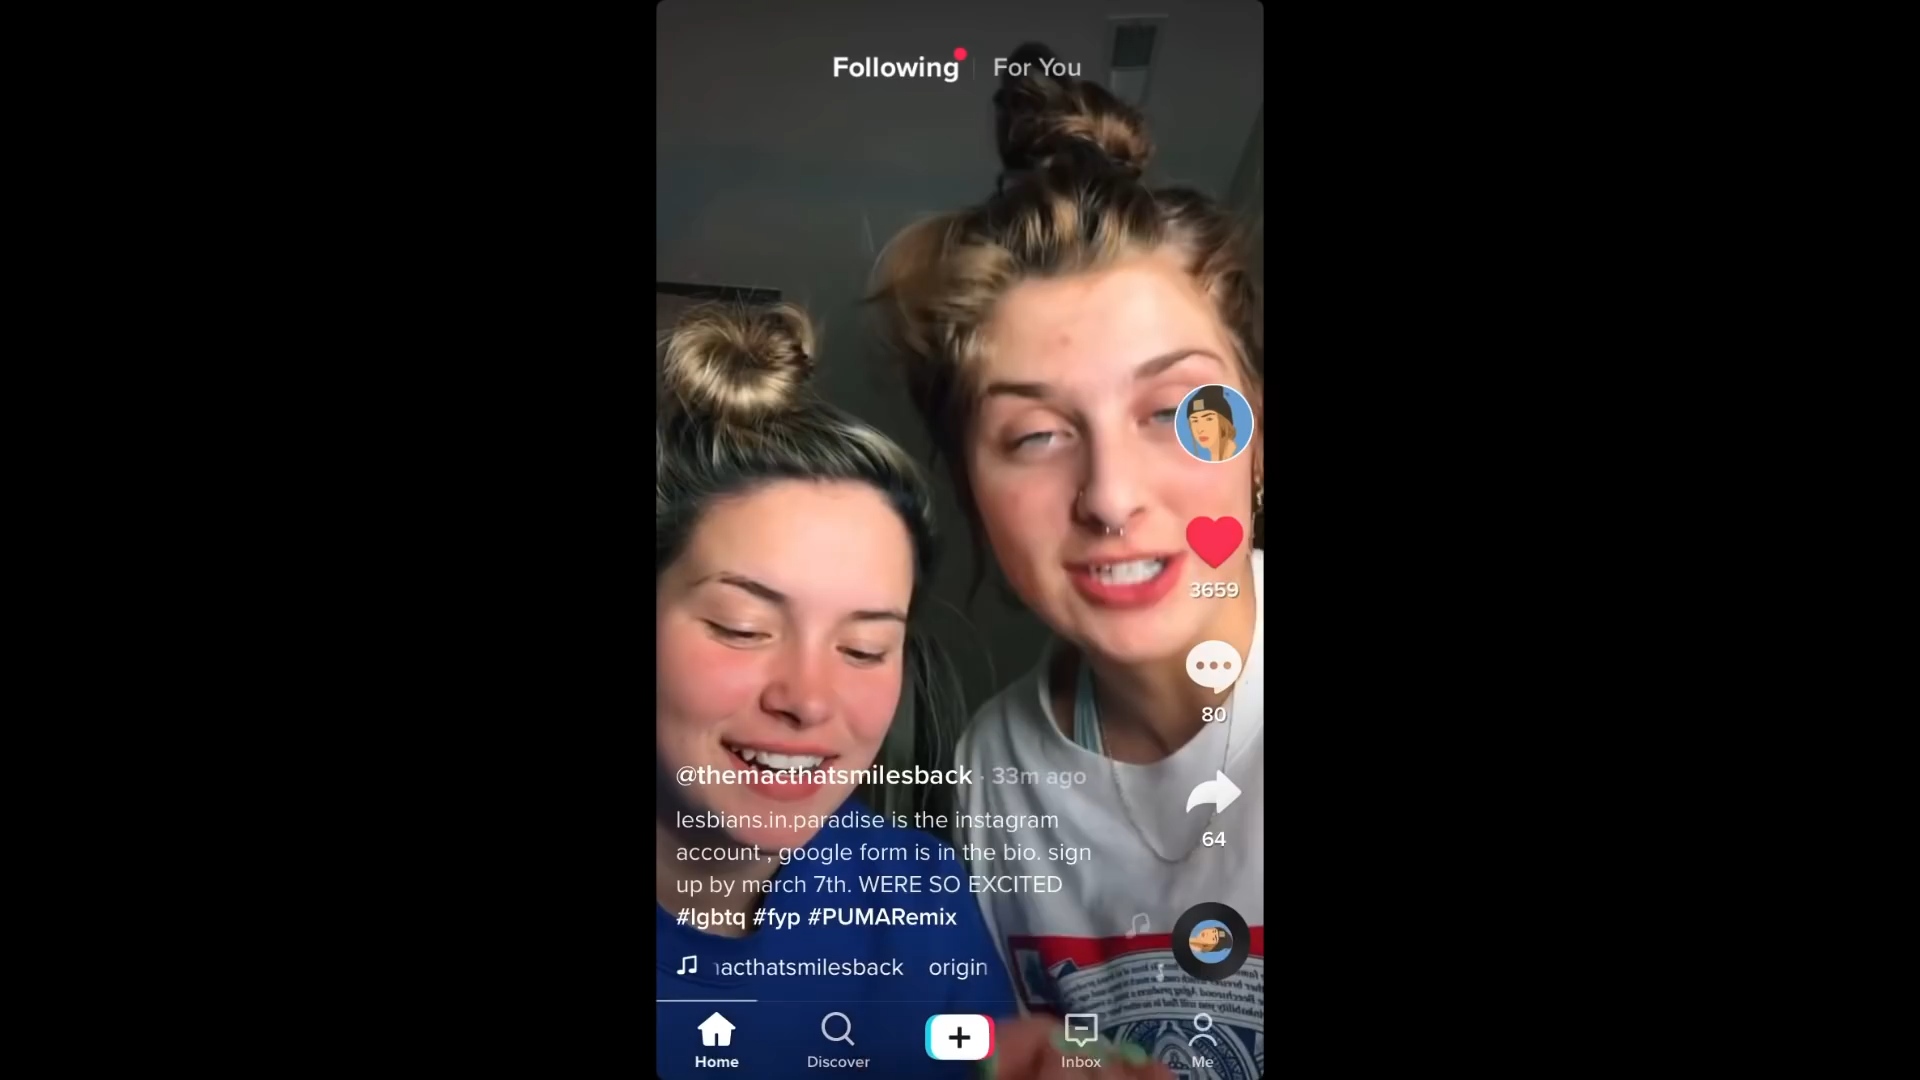 Following
For You
3659
80
64
@themacthatsmilesback · 33m ago
lesbians.in.paradise is the instagram
account , google form is in the bio. sign
up by march 7th. WERE SO EXCITED
#lgbtq #fyp #PUMARemix
macthatsmilesback origin
Home
Discover
Inbox
Me